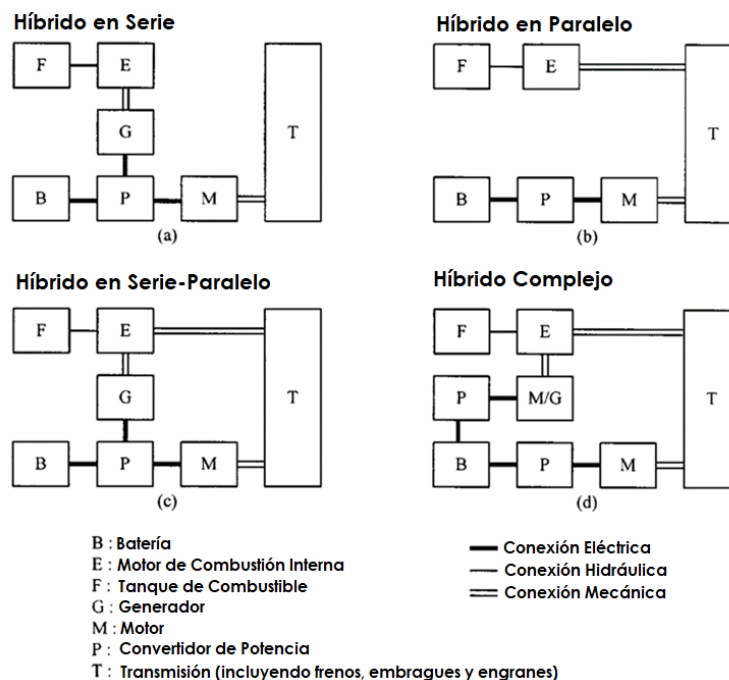 Híbrido en Serie
F
E
G
T
B
P
M
(a)
Híbrido en Paralelo
F
E
T
B
P
M
(b)
Híbrido en Serie-Paralelo
F
E
G
T
B
P
M
(c)
Híbrido Complejo
F
E
P
M/G
T
B
P
M
(d)
B : Batería
E : Motor de Combustión Interna
F : Tanque de Combustible
G : Generador
M : Motor
P : Convertidor de Potencia
T : Transmisión (incluyendo frenos, embragues y engranes)
Conexión Eléctrica
Conexión Hidráulica
Conexión Mecánica